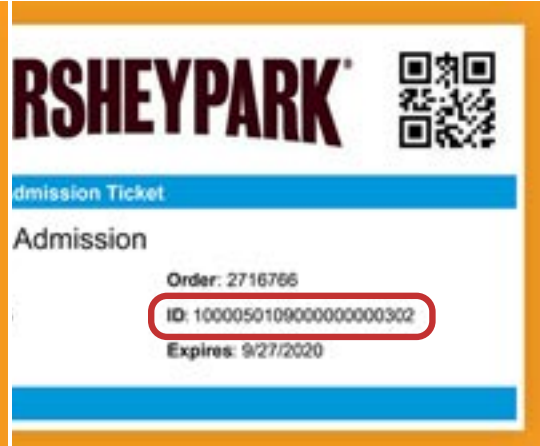 RSHEYPARK
dmission Ticket
Admission
Order: 2716766
ID: 1000050109000000000302
Expires: 9/27/2020